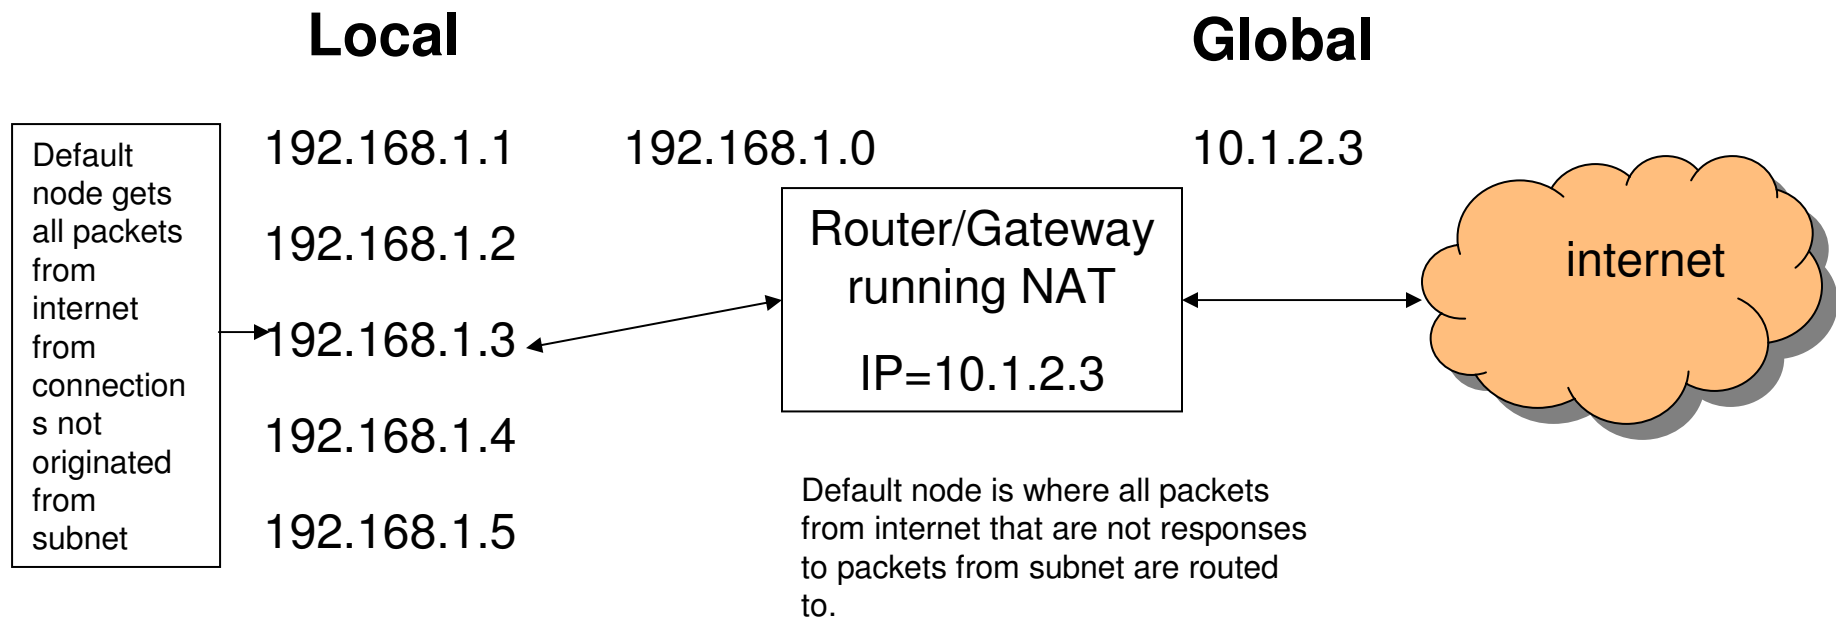 Local
Global
Default
node gets
all packets
from
internet
from
connection
s not
originated
from
subnet
192.168.1.1
192.168.1.2
192.168.1.3
192.168.1.4
192.168.1.5
192.168.1.0
10.1.2.3
Router/Gateway
running NAT
IP=10.1.2.3
internet
Default node is where all packets
from internet that are not responses
to packets from subnet are routed
to.